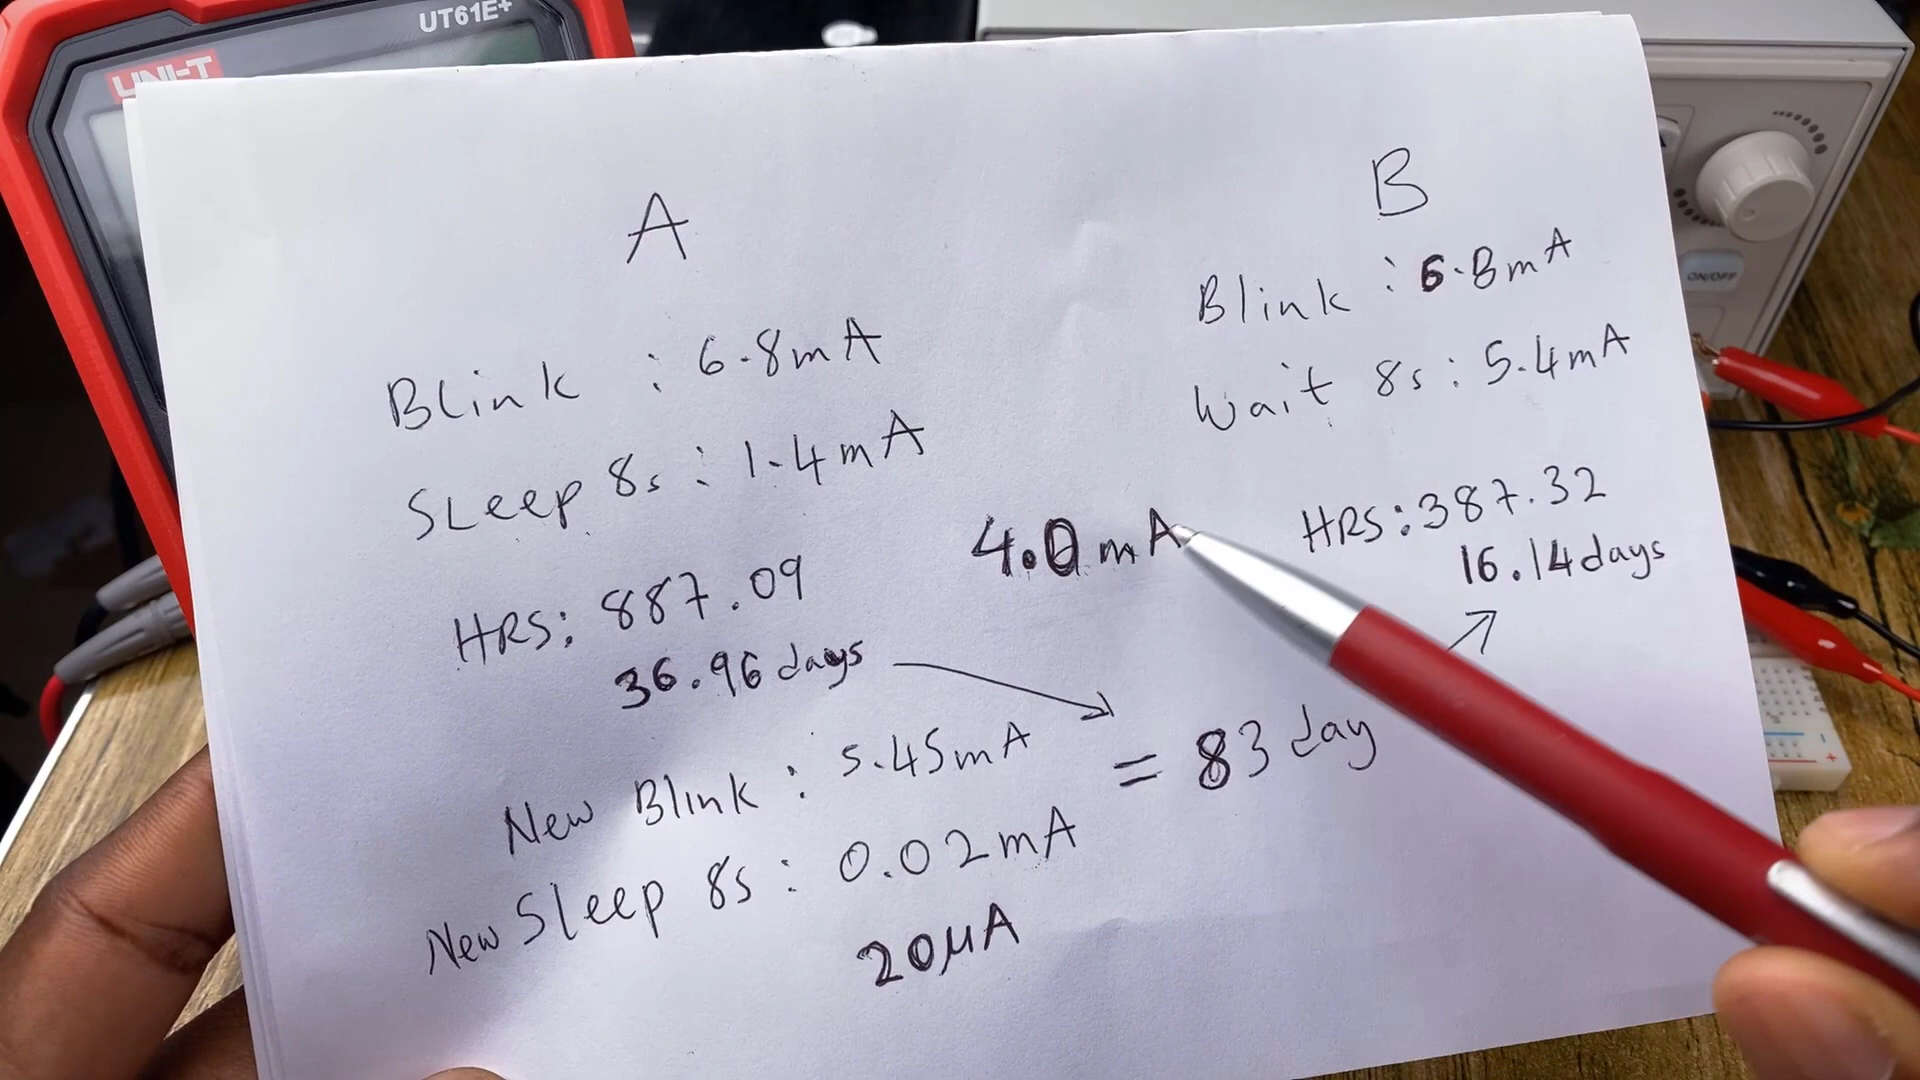 UT61E+
UNI-T
A
Blink : 6.8mA
Sleep 8s : 1.4mA
HRS: 887.09
36.96 days
New Blink : 5.45mA
New Sleep 8s : 0.02mA
20µA
4.0mA
= 83 day
B
Blink : 6.8mA
Wait 8s : 5.4mA
HRS: 387.32
16.14 days
ON/OFF